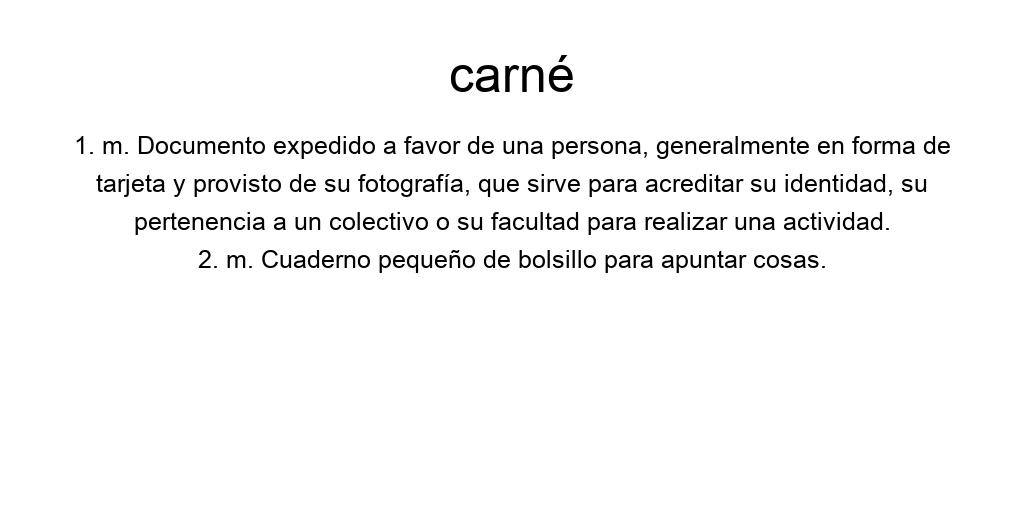 carné
1. m. Documento expedido a favor de una persona, generalmente en forma de
tarjeta y provisto de su fotografía, que sirve para acreditar su identidad, su
pertenencia a un colectivo o su facultad para realizar una actividad.
2. m. Cuaderno pequeño de bolsillo para apuntar cosas.